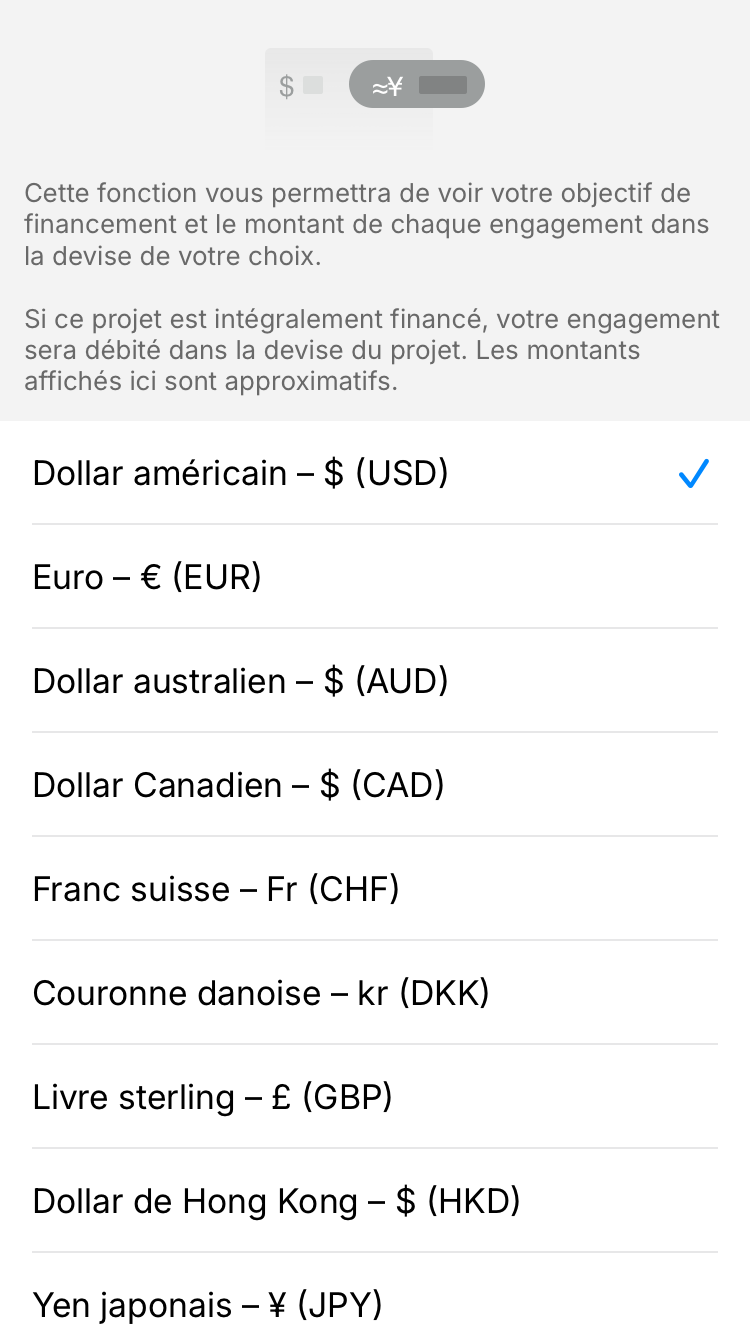 $ ≈¥
Cette fonction vous permettra de voir votre objectif de
financement et le montant de chaque engagement dans
la devise de votre choix.
Si ce projet est intégralement financé, votre engagement
sera débité dans la devise du projet. Les montants
affichés ici sont approximatifs.
Dollar américain – $ (USD)
Euro – € (EUR)
Dollar australien – $ (AUD)
Dollar Canadien – $ (CAD)
Franc suisse – Fr (CHF)
Couronne danoise – kr (DKK)
Livre sterling – £ (GBP)
Dollar de Hong Kong – $ (HKD)
Yen japonais – ¥ (JPY)